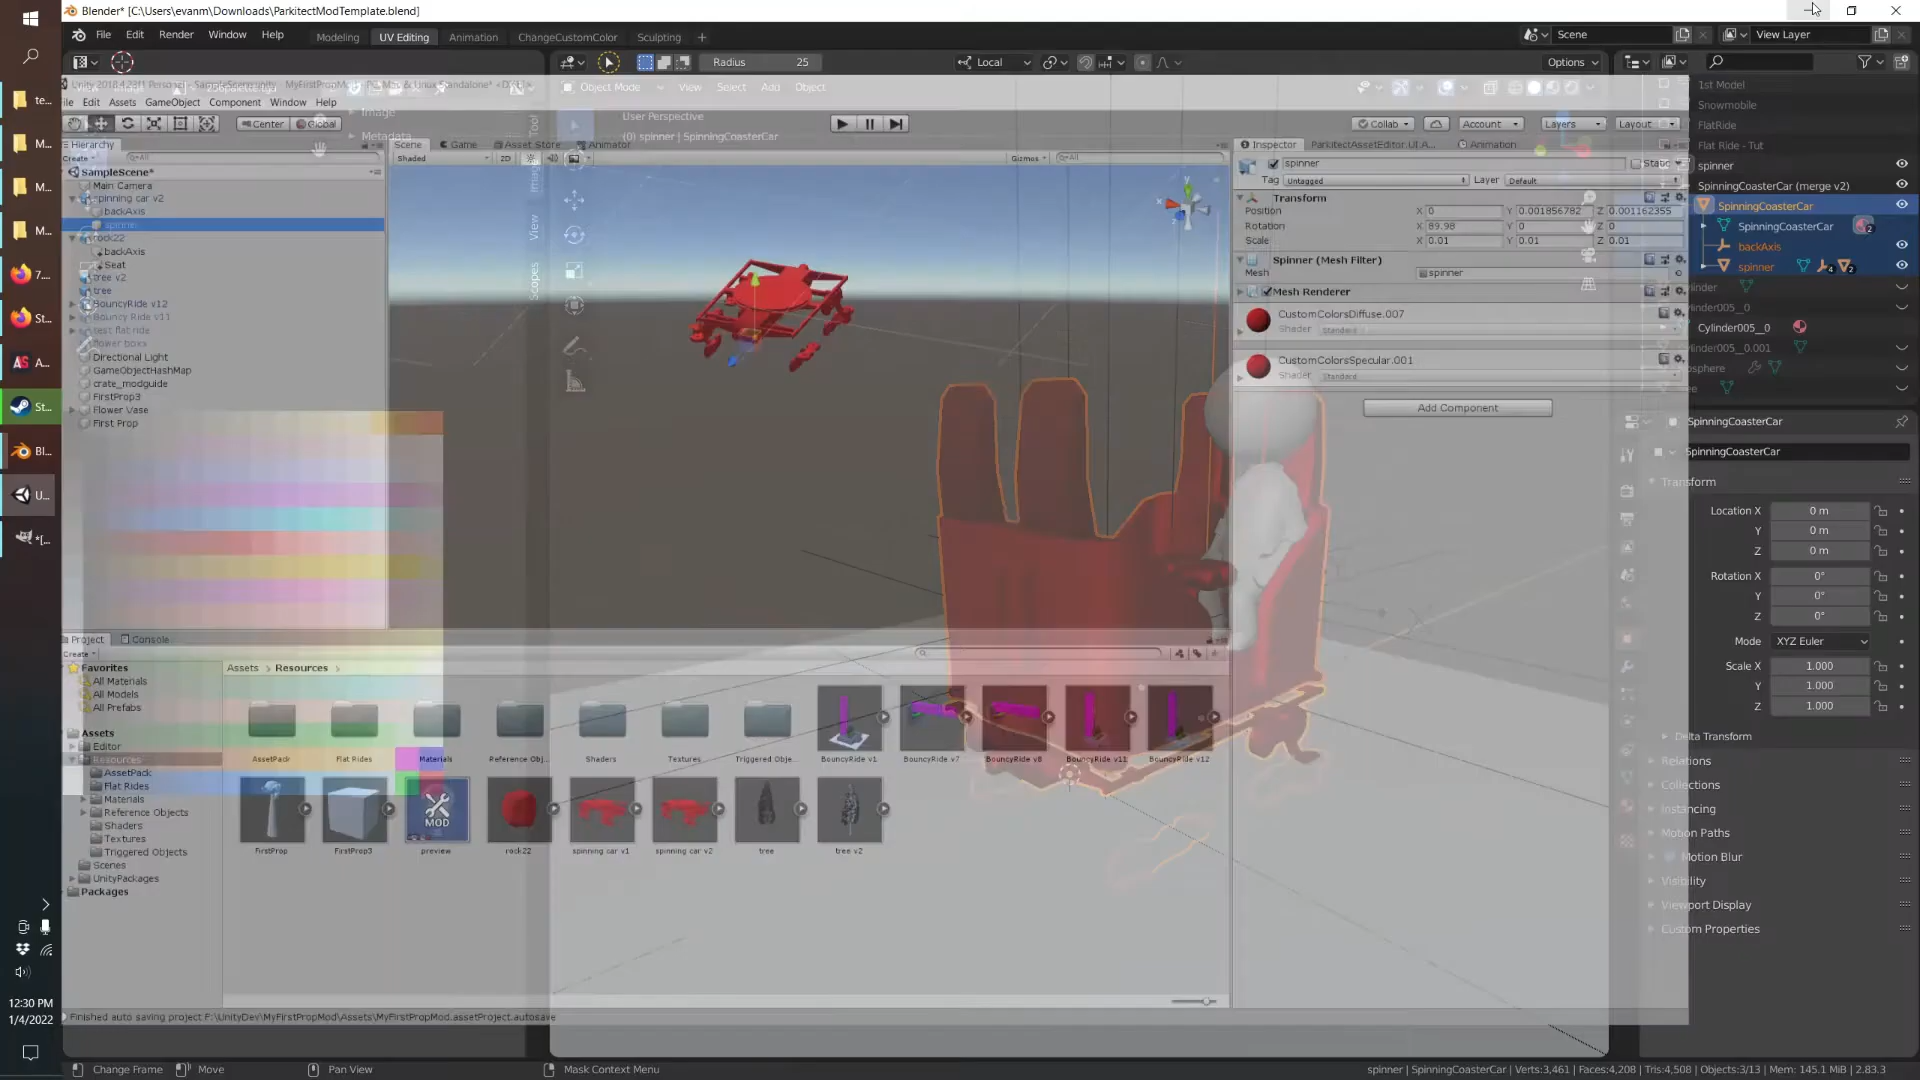 Blender* [C:\Users\evanm\Downloads\ParkitectModTemplate.blend]
File Edit Render Window Help
Modeling UV Editing Animation ChangeCustomColor Sculpting +
Scene
View Layer
Radius 25
Local
Options
Edit Assets GameObject Component Window Help
Image
Metadata
Object Mode View Select Add Object
User Perspective
(0) spinner | SpinningCoasterCar
Center Global
Collab Account Layers Layout
Hierarchy
Create
All
SampleScene*
Main Camera
spinning car v2
backAxis
spinner
rock22
backAxis
Seat
tree v2
tree
BouncyRide v12
Bouncy Ride v11
test flat ride
flower boxx
Directional Light
GameObjectHashMap
crate_modguide
FirstProp3
Flower Vase
First Prop
Scene Game Asset Store Animator
Shaded 2D Gizmos All
Tool
Image
View
Scopes
Inspector ParkitectAssetEditor.UI.A... Animation
spinner Static
Tag Untagged Layer Default
Transform
Position X 0 Y 0.001856782 Z 0.001162355
Rotation X 89.98 Y 0 Z 0
Scale X 0.01 Y 0.01 Z 0.01
Spinner (Mesh Filter)
Mesh spinner
Mesh Renderer
CustomColorsDiffuse.007
Shader Standard
CustomColorsSpecular.001
Shader Standard
Add Component
1st Model
Snowmobile
FlatRide
Flat Ride - Tut
spinner
SpinningCoasterCar (merge v2)
SpinningCoasterCar
SpinningCoasterCar 2
backAxis
spinner 4 2
Cylinder005__0
SpinningCoasterCar
SpinningCoasterCar
Transform
Location X 0 m
Y 0 m
Z 0 m
Rotation X 0°
Y 0°
Z 0°
Mode XYZ Euler
Scale X 1.000
Y 1.000
Z 1.000
Delta Transform
Relations
Collections
Instancing
Motion Paths
Motion Blur
Visibility
Viewport Display
Custom Properties
Project Console
Create
Favorites
All Materials
All Models
All Prefabs
Assets
Editor
Resources
AssetPack
Flat Rides
Materials
Reference Objects
Shaders
Textures
Triggered Objects
Scenes
UnityPackages
Packages
Assets > Resources >
AssetPack Flat Rides Materials Reference Obj... Shaders Textures Triggered Obje... BouncyRide v1 BouncyRide v7 BouncyRide v8 BouncyRide v11 BouncyRide v12
MOD
FirstProp FirstProp3 preview rock22 spinning car v1 spinning car v2 tree tree v2
Finished auto saving project F:\UnityDev\MyFirstPropMod\Assets\MyFirstPropMod.assetProject.autosave
te...
M...
M...
M...
7...
St...
A...
St...
Bl...
U...
*[...
12:30 PM
1/4/2022
Change Frame Move Pan View Mask Context Menu
spinner | SpinningCoasterCar | Verts:3,461 | Faces:4,208 | Tris:4,508 | Objects:3/13 | Mem: 145.1 MiB | 2.83.3